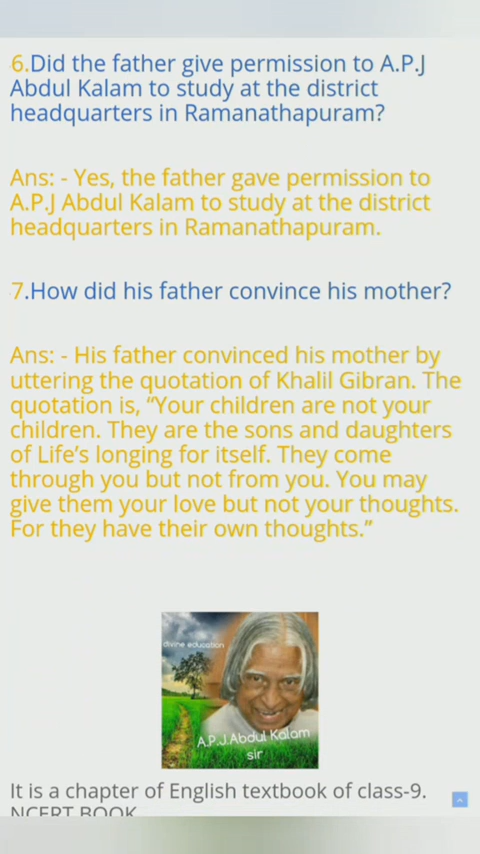 6.Did the father give permission to A.P.J
Abdul Kalam to study at the district
headquarters in Ramanathapuram?
Ans: - Yes, the father gave permission to
A.P.J Abdul Kalam to study at the district
headquarters in Ramanathapuram.
7.How did his father convince his mother?
Ans: - His father convinced his mother by
uttering the quotation of Khalil Gibran. The
quotation is, “Your children are not your
children. They are the sons and daughters
of Life’s longing for itself. They come
through you but not from you. You may
give them your love but not your thoughts.
For they have their own thoughts.”
divine education
A.P.J.Abdul Kalam
sir
It is a chapter of English textbook of class-9.
NCERT BOOK